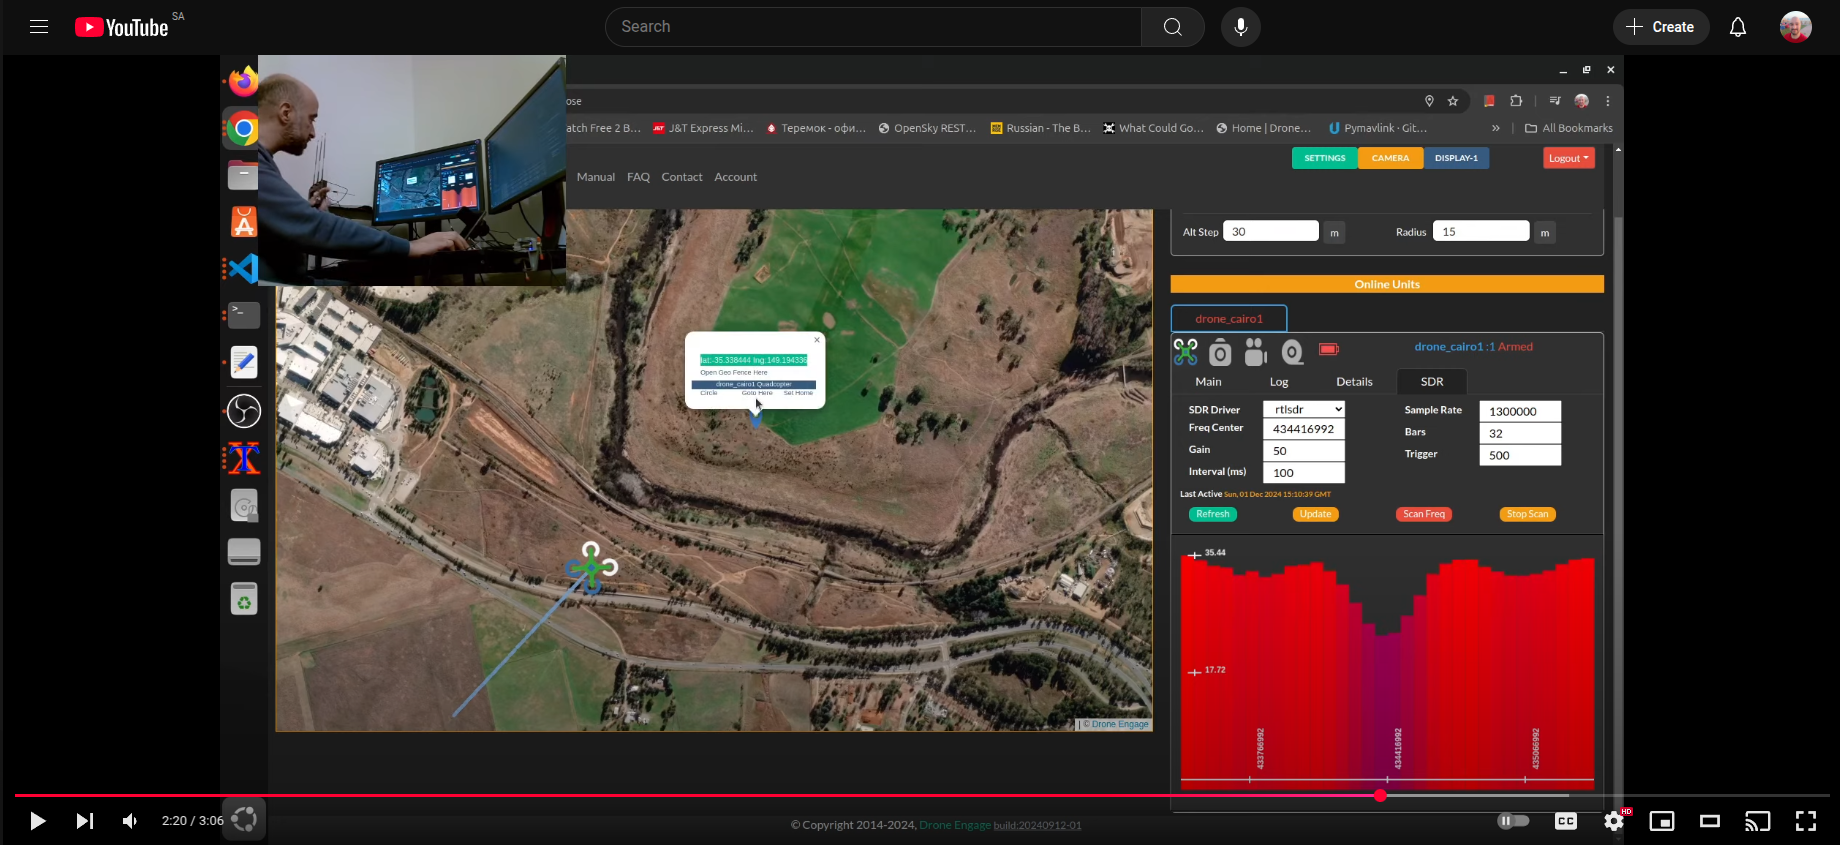 YouTube SA
Search
Create
ose
atch Free 2 B...
J&T Express Mi...
Теремок - офи...
OpenSky REST...
Russian - The B...
What Could Go...
Home | Drone...
Pymavlink · Git...
»
All Bookmarks
SETTINGS CAMERA DISPLAY-1 Logout
Manual FAQ Contact Account
Alt Step 30 m Radius 15 m
Online Units
drone_cairo1
drone_cairo1 :1 Armed
Main Log Details SDR
SDR Driver rtlsdr Sample Rate 1300000
Freq Center 434416992 Bars 32
Gain 50 Trigger 500
Interval (ms) 100
Last Active Sun, 01 Dec 2024 15:10:39 GMT
Refresh Update Scan Freq Stop Scan
35.44
17.72
433766992
434416992
435066992
lat:-35.338444 lng:149.194336
Open Geo Fence Here
drone_cairo1 Quadcopter
Circle Goto Here Set Home
| © Drone Engage
© Copyright 2014-2024, Drone Engage build:20240912-01
2:20 / 3:06
CC
HD